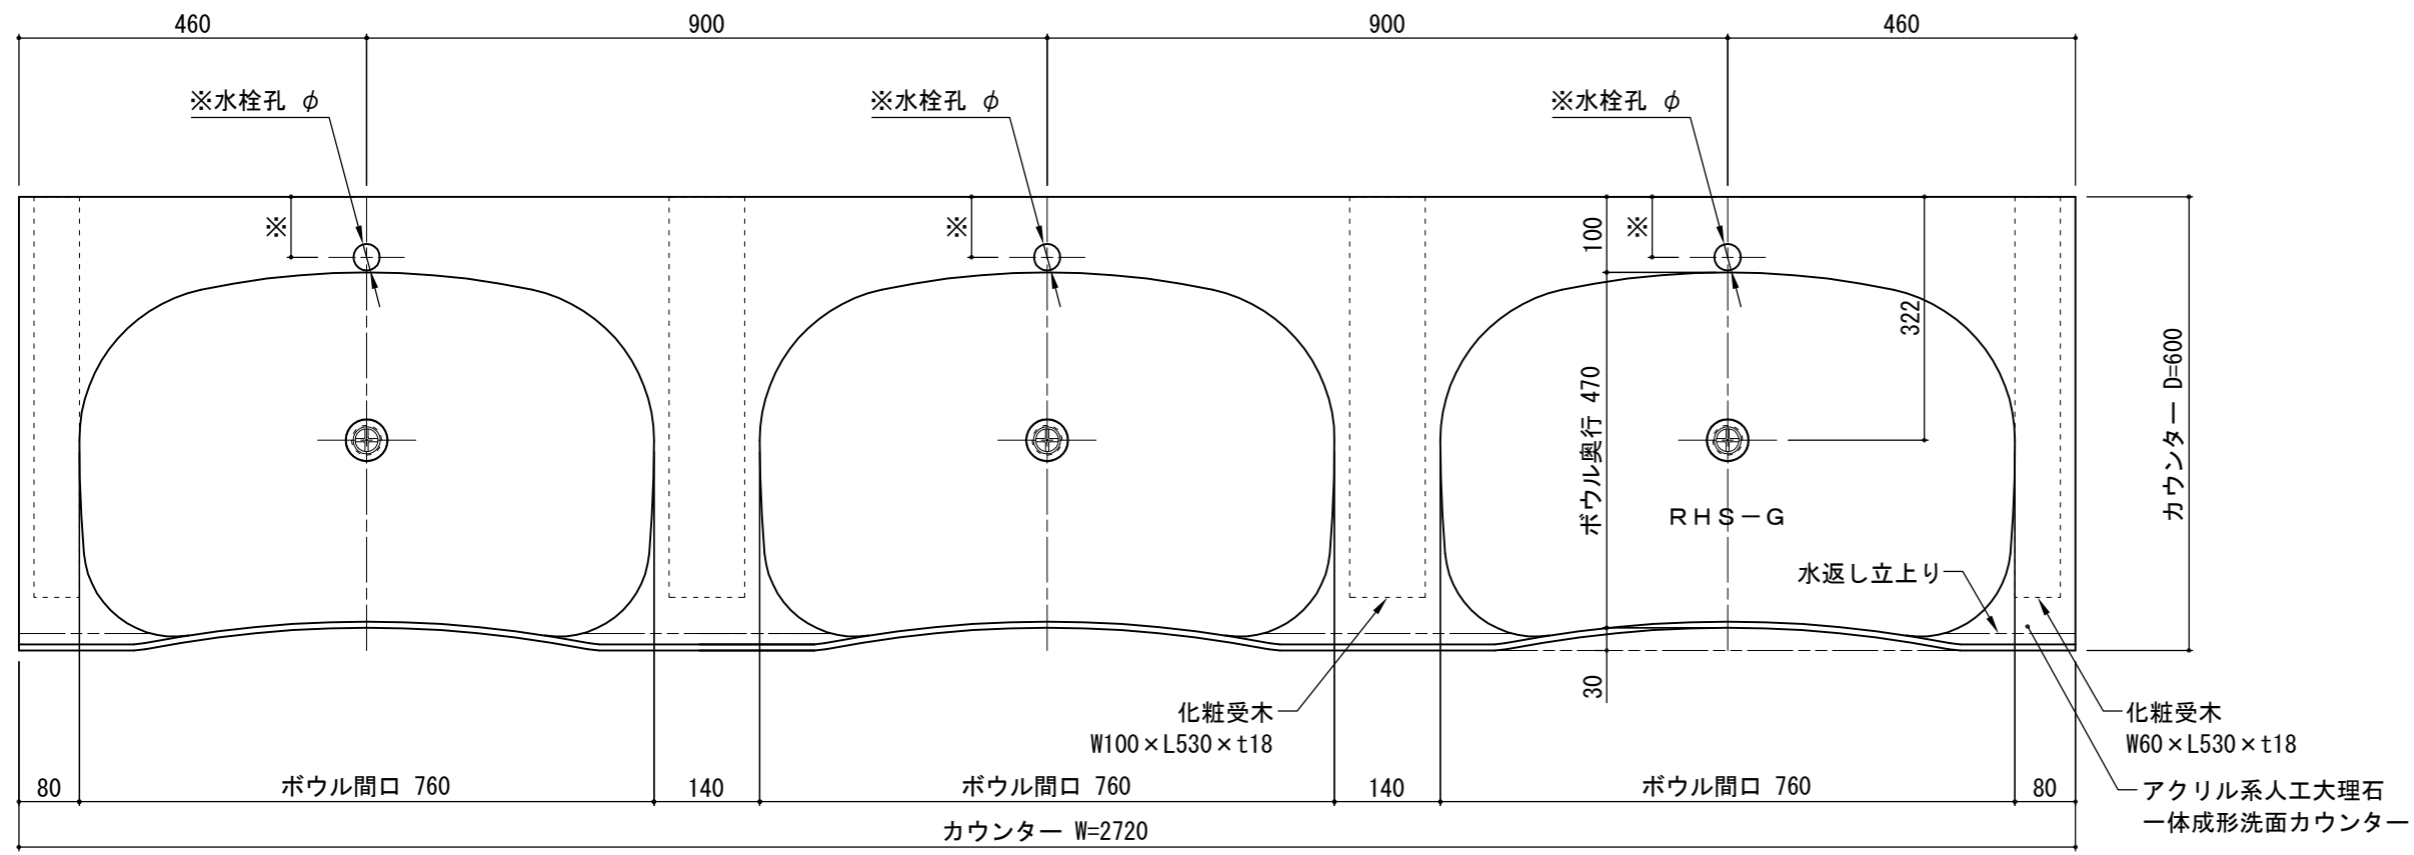 460
900
900
460
※水栓孔 φ
※水栓孔 φ
※水栓孔 φ
※
※
100
※
322
カウンター D=600
ボウル奥行 470
RHS-G
水返し立上り
30
化粧受木
W100×L530×t18
化粧受木
W60×L530×t18
80
ボウル間口 760
140
ボウル間口 760
140
ボウル間口 760
80
アクリル系人工大理石
一体成形洗面カウンター
カウンター W=2720